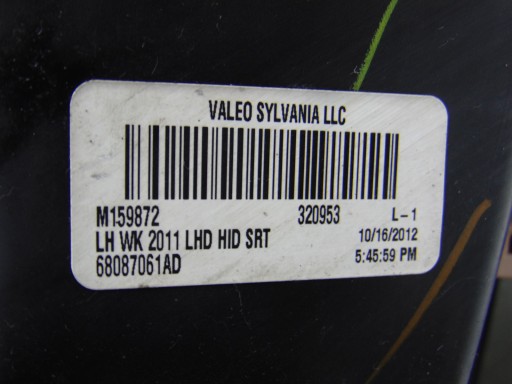 VALEO SYLVANIA LLC
M159872 320953 L-1
LH WK 2011 LHD HID SRT 10/16/2012
68087061AD 5:45:59 PM